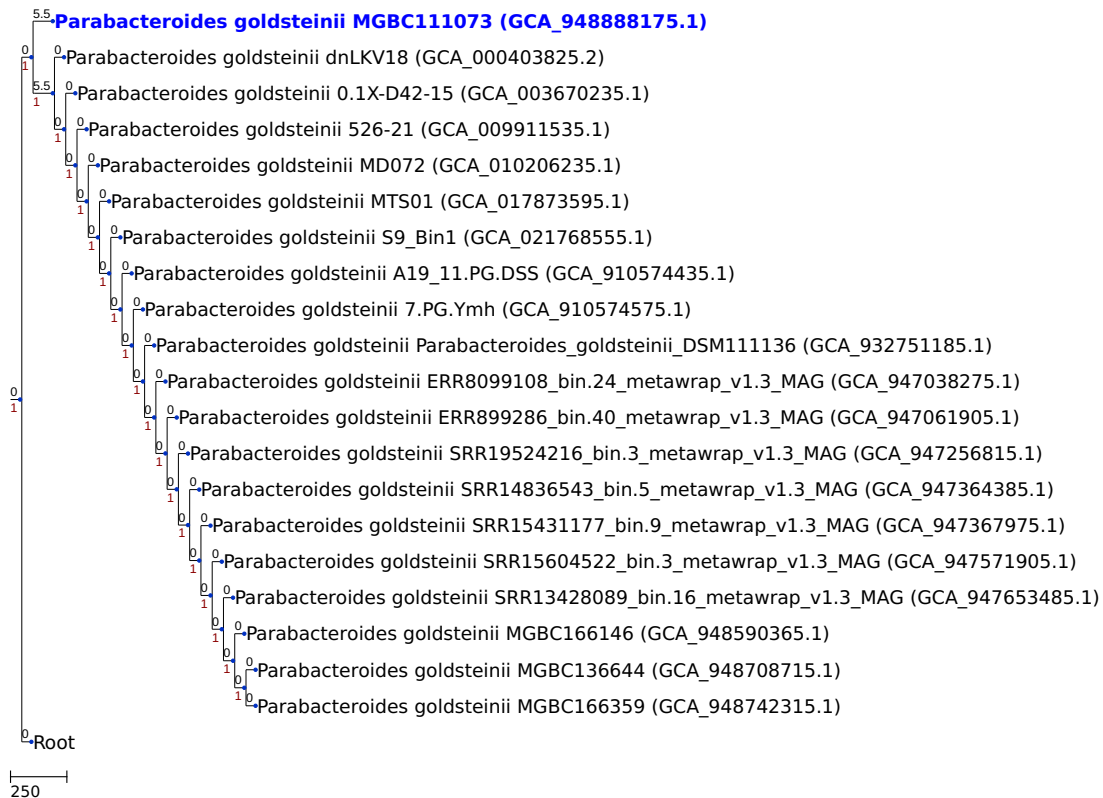 5.5
Parabacteroides goldsteinii MGBC111073 (GCA_948888175.1)
0
1
0
Parabacteroides goldsteinii dnLKV18 (GCA_000403825.2)
5.5
1
0
Parabacteroides goldsteinii 0.1X-D42-15 (GCA_003670235.1)
0
1
0
Parabacteroides goldsteinii 526-21 (GCA_009911535.1)
0
1
0
Parabacteroides goldsteinii MD072 (GCA_010206235.1)
0
1
0
Parabacteroides goldsteinii MTS01 (GCA_017873595.1)
0
1
0
Parabacteroides goldsteinii S9_Bin1 (GCA_021768555.1)
0
1
0
Parabacteroides goldsteinii A19_11.PG.DSS (GCA_910574435.1)
0
1
0
Parabacteroides goldsteinii 7.PG.Ymh (GCA_910574575.1)
0
1
0
Parabacteroides goldsteinii Parabacteroides_goldsteinii_DSM111136 (GCA_932751185.1)
0
1
0
Parabacteroides goldsteinii ERR8099108_bin.24_metawrap_v1.3_MAG (GCA_947038275.1)
0
1
0
Parabacteroides goldsteinii ERR899286_bin.40_metawrap_v1.3_MAG (GCA_947061905.1)
0
1
0
Parabacteroides goldsteinii SRR19524216_bin.3_metawrap_v1.3_MAG (GCA_947256815.1)
0
1
0
Parabacteroides goldsteinii SRR14836543_bin.5_metawrap_v1.3_MAG (GCA_947364385.1)
0
1
0
Parabacteroides goldsteinii SRR15431177_bin.9_metawrap_v1.3_MAG (GCA_947367975.1)
0
1
0
Parabacteroides goldsteinii SRR15604522_bin.3_metawrap_v1.3_MAG (GCA_947571905.1)
0
1
0
Parabacteroides goldsteinii SRR13428089_bin.16_metawrap_v1.3_MAG (GCA_947653485.1)
0
1
0
Parabacteroides goldsteinii MGBC166146 (GCA_948590365.1)
0
1
0
Parabacteroides goldsteinii MGBC136644 (GCA_948708715.1)
0
1
0
Parabacteroides goldsteinii MGBC166359 (GCA_948742315.1)
0
1
0
Root
250